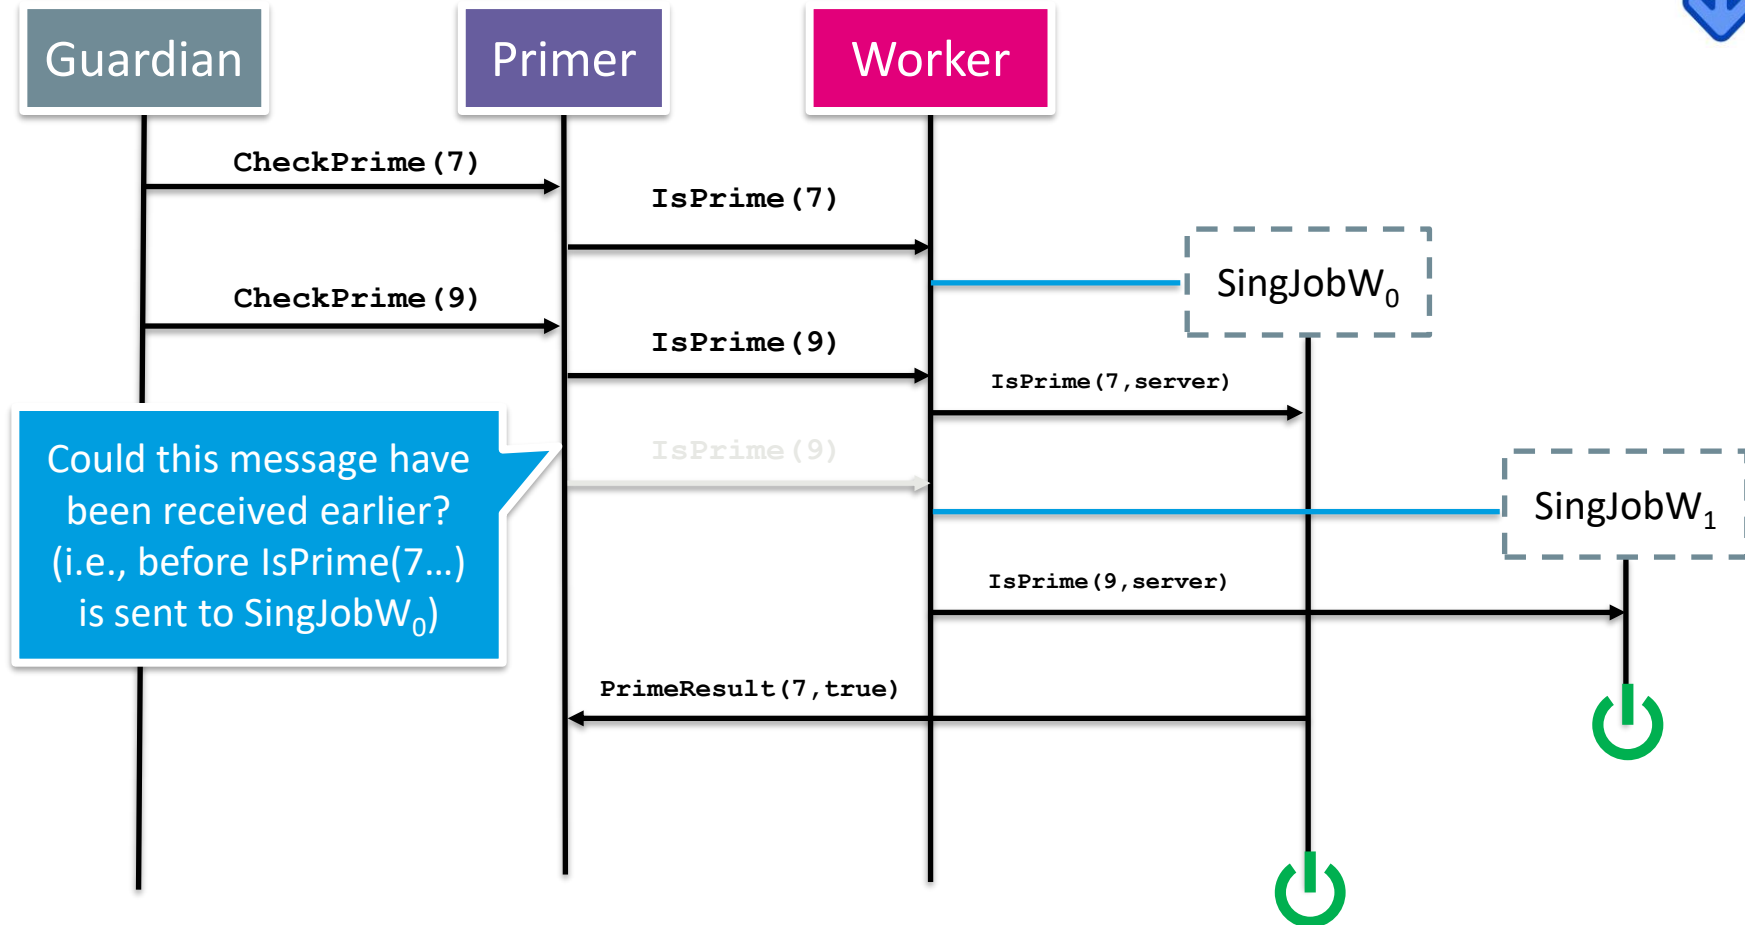 Guardian
Primer
Worker
CheckPrime(7)
IsPrime(7)
SingJobW₀
CheckPrime(9)
IsPrime(9)
IsPrime(7,server)
Could this message have
been received earlier?
(i.e., before IsPrime(7…)
is sent to SingJobW₀)
IsPrime(9)
SingJobW₁
IsPrime(9,server)
PrimeResult(7,true)